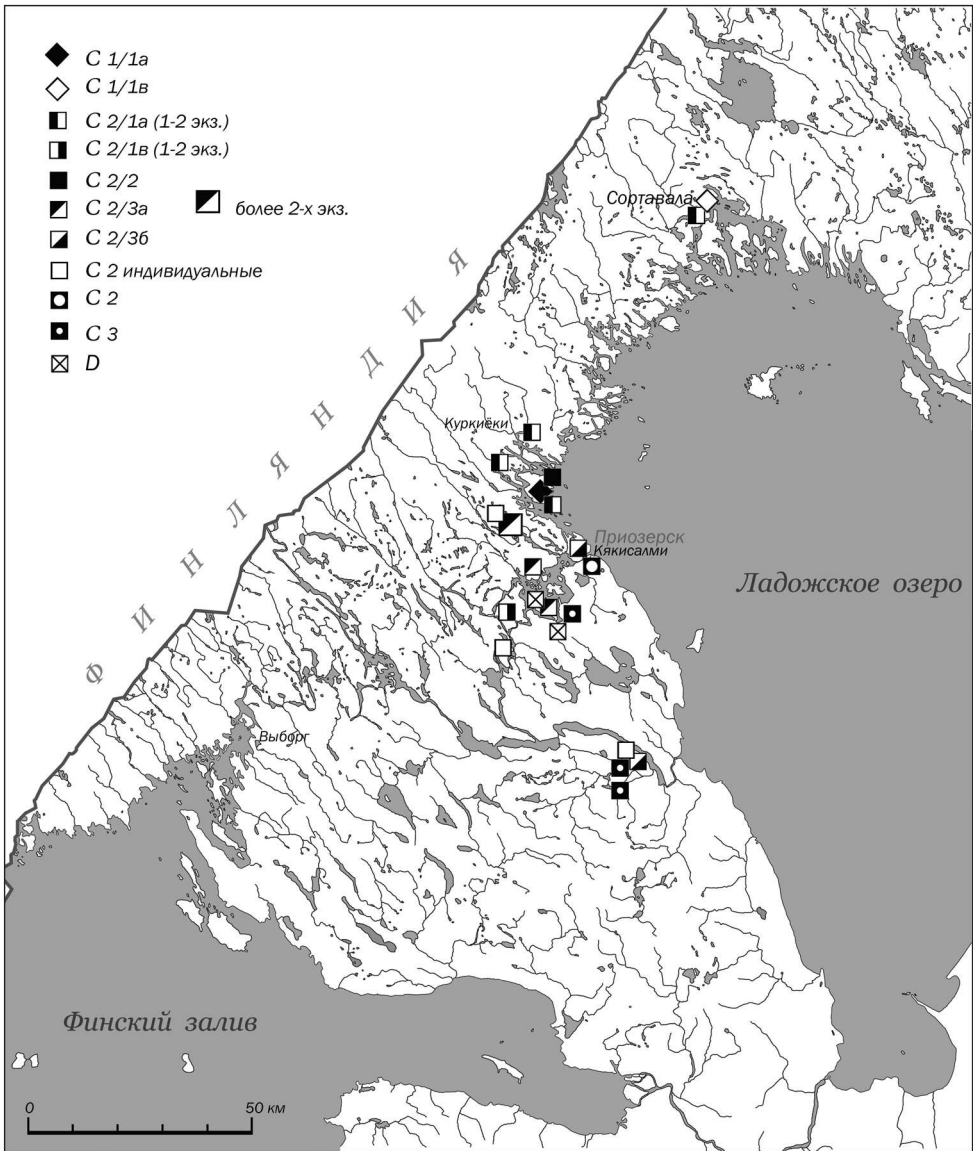 С 1/1а
С 1/1в
С 2/1а (1-2 экз.)
С 2/1в (1-2 экз.)
С 2/2
С 2/3а
более 2-х экз.
С 2/3б
С 2 индивидуальные
С 2
С 3
D
ФИНЛЯНДИЯ
Сортавала
Куркиёки
Приозерск
Кякисалми
Ладожское озеро
Выборг
Финский залив
0 50 км